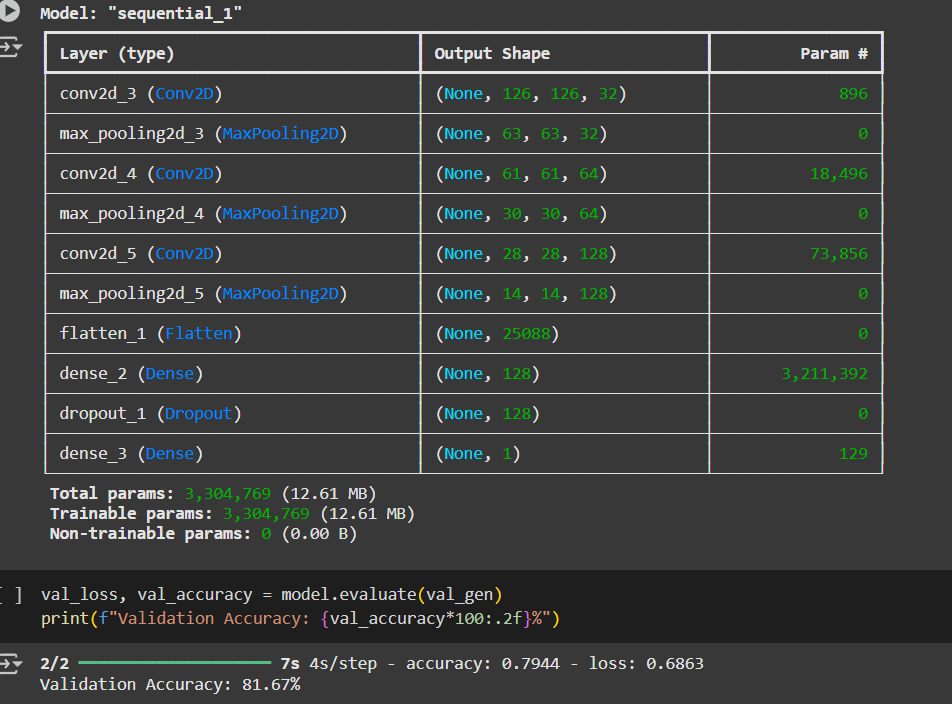 Model: "sequential_1"
Layer (type) Output Shape Param #
conv2d_3 (Conv2D) (None, 126, 126, 32) 896
max_pooling2d_3 (MaxPooling2D) (None, 63, 63, 32) 0
conv2d_4 (Conv2D) (None, 61, 61, 64) 18,496
max_pooling2d_4 (MaxPooling2D) (None, 30, 30, 64) 0
conv2d_5 (Conv2D) (None, 28, 28, 128) 73,856
max_pooling2d_5 (MaxPooling2D) (None, 14, 14, 128) 0
flatten_1 (Flatten) (None, 25088) 0
dense_2 (Dense) (None, 128) 3,211,392
dropout_1 (Dropout) (None, 128) 0
dense_3 (Dense) (None, 1) 129
Total params: 3,304,769 (12.61 MB)
Trainable params: 3,304,769 (12.61 MB)
Non-trainable params: 0 (0.00 B)
[ ] val_loss, val_accuracy = model.evaluate(val_gen)
print(f"Validation Accuracy: {val_accuracy*100:.2f}%")
2/2 7s 4s/step - accuracy: 0.7944 - loss: 0.6863
Validation Accuracy: 81.67%